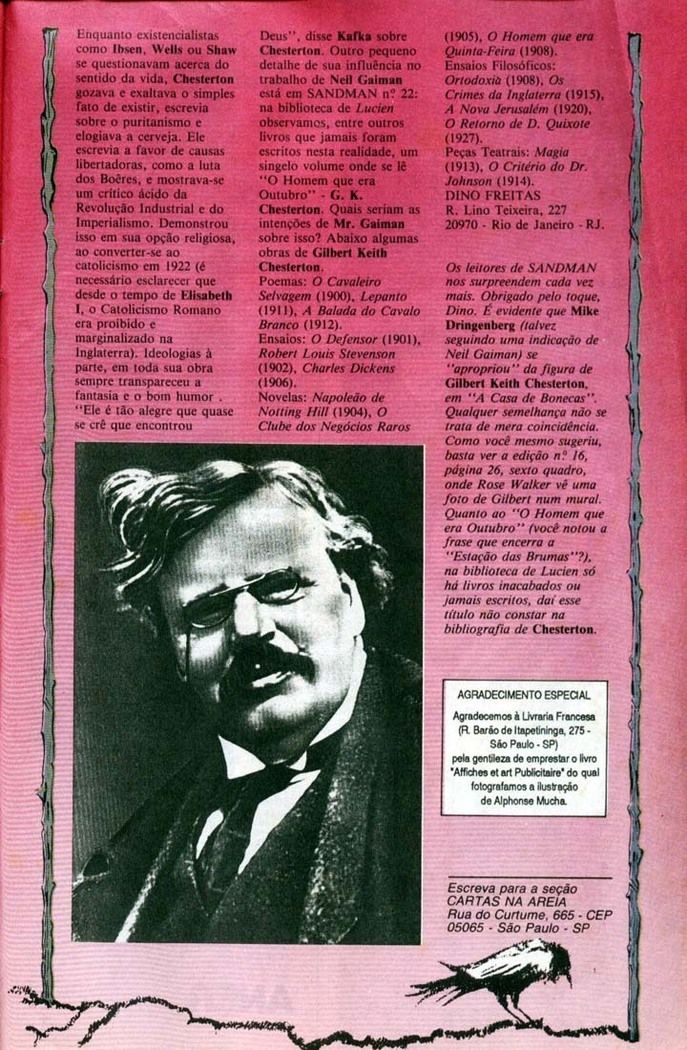 Enquanto existencialistas
como Ibsen, Wells ou Shaw
se questionavam acerca do
sentido da vida, Chesterton
gozava e exaltava o simples
fato de existir, escrevia
sobre o puritanismo e
elogiava a cerveja. Ele
escrevia a favor de causas
libertadoras, como a luta
dos Boêres, e mostrava-se
um crítico ácido da
Revolução Industrial e do
Imperialismo. Demonstrou
isso em sua opção religiosa,
ao converter-se ao
catolicismo em 1922 (é
necessário esclarecer que
desde o tempo de Elisabeth
I, o Catolicismo Romano
era proibido e
marginalizado na
Inglaterra). Ideologias à
parte, em toda sua obra
sempre transpareceu a
fantasia e o bom humor .
"Ele é tão alegre que quase
se crê que encontrou
Deus", disse Kafka sobre
Chesterton. Outro pequeno
detalhe de sua influência no
trabalho de Neil Gaiman
está em SANDMAN nº 22:
na biblioteca de Lucien
observamos, entre outros
livros que jamais foram
escritos nesta realidade, um
singelo volume onde se lê
"O Homem que era
Outubro" - G. K.
Chesterton. Quais seriam as
intenções de Mr. Gaiman
sobre isso? Abaixo algumas
obras de Gilbert Keith
Chesterton.
Poemas: O Cavaleiro
Selvagem (1900), Lepanto
(1911), A Balada do Cavalo
Branco (1912).
Ensaios: O Defensor (1901),
Robert Louis Stevenson
(1902), Charles Dickens
(1906).
Novelas: Napoleão de
Notting Hill (1904), O
Clube dos Negócios Raros
(1905), O Homem que era
Quinta-Feira (1908).
Ensaios Filosóficos:
Ortodoxia (1908), Os
Crimes da Inglaterra (1915),
A Nova Jerusalém (1920),
O Retorno de D. Quixote
(1927).
Peças Teatrais: Magia
(1913), O Critério do Dr.
Johnson (1914).
DINO FREITAS
R. Lino Teixeira, 227
20970 - Rio de Janeiro - RJ.
Os leitores de SANDMAN
nos surpreendem cada vez
mais. Obrigado pelo toque,
Dino. É evidente que Mike
Dringenberg (talvez
seguindo uma indicação de
Neil Gaiman) se
"apropriou" da figura de
Gilbert Keith Chesterton,
em "A Casa de Bonecas".
Qualquer semelhança não se
trata de mera coincidência.
Como você mesmo sugeriu,
basta ver a edição nº 16,
página 26, sexto quadro,
onde Rose Walker vê uma
foto de Gilbert num mural.
Quanto ao "O Homem que
era Outubro" (você notou a
frase que encerra a
"Estação das Brumas"?),
na biblioteca de Lucien só
há livros inacabados ou
jamais escritos, daí esse
título não constar na
bibliografia de Chesterton.
AGRADECIMENTO ESPECIAL
Agradecemos à Livraria Francesa
(R. Barão de Itapetininga, 275 -
São Paulo - SP)
pela gentileza de emprestar o livro
"Affiches et art Publicitaire" do qual
fotografamos a ilustração
de Alphonse Mucha.
Escreva para a seção
CARTAS NA AREIA
Rua do Curtume, 665 - CEP
05065 - São Paulo - SP